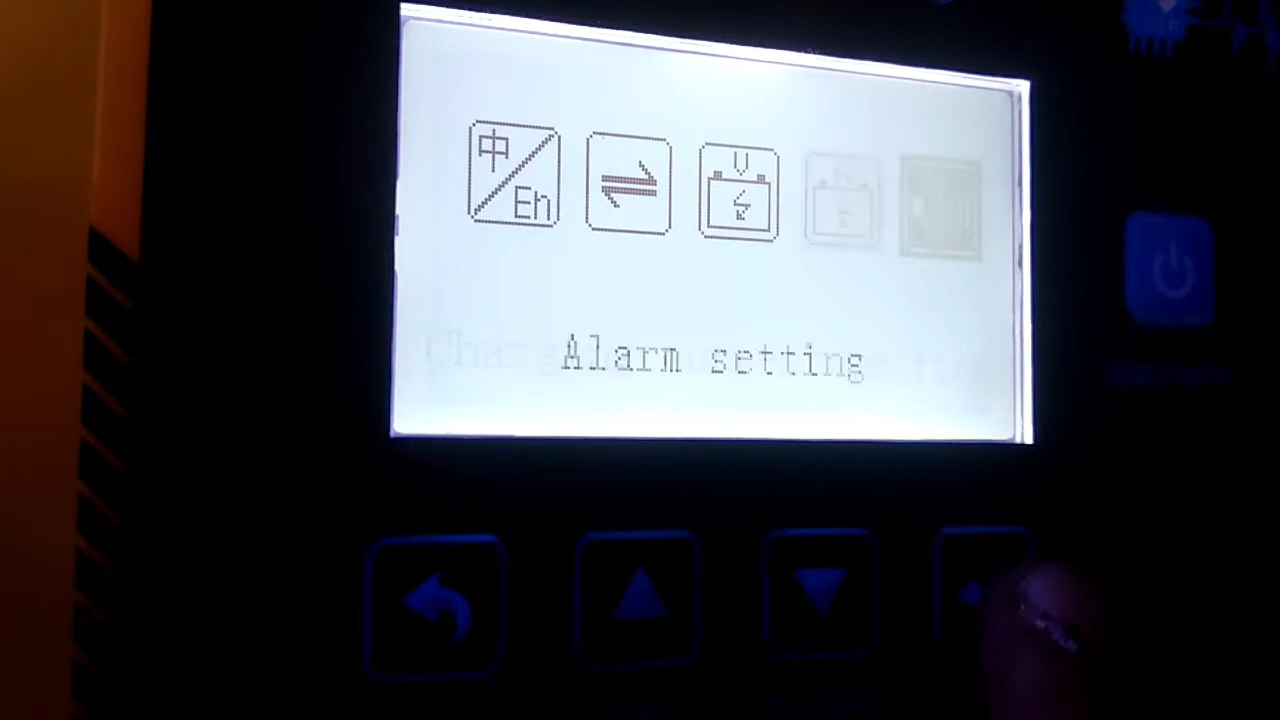 中
En
V
Alarm setting